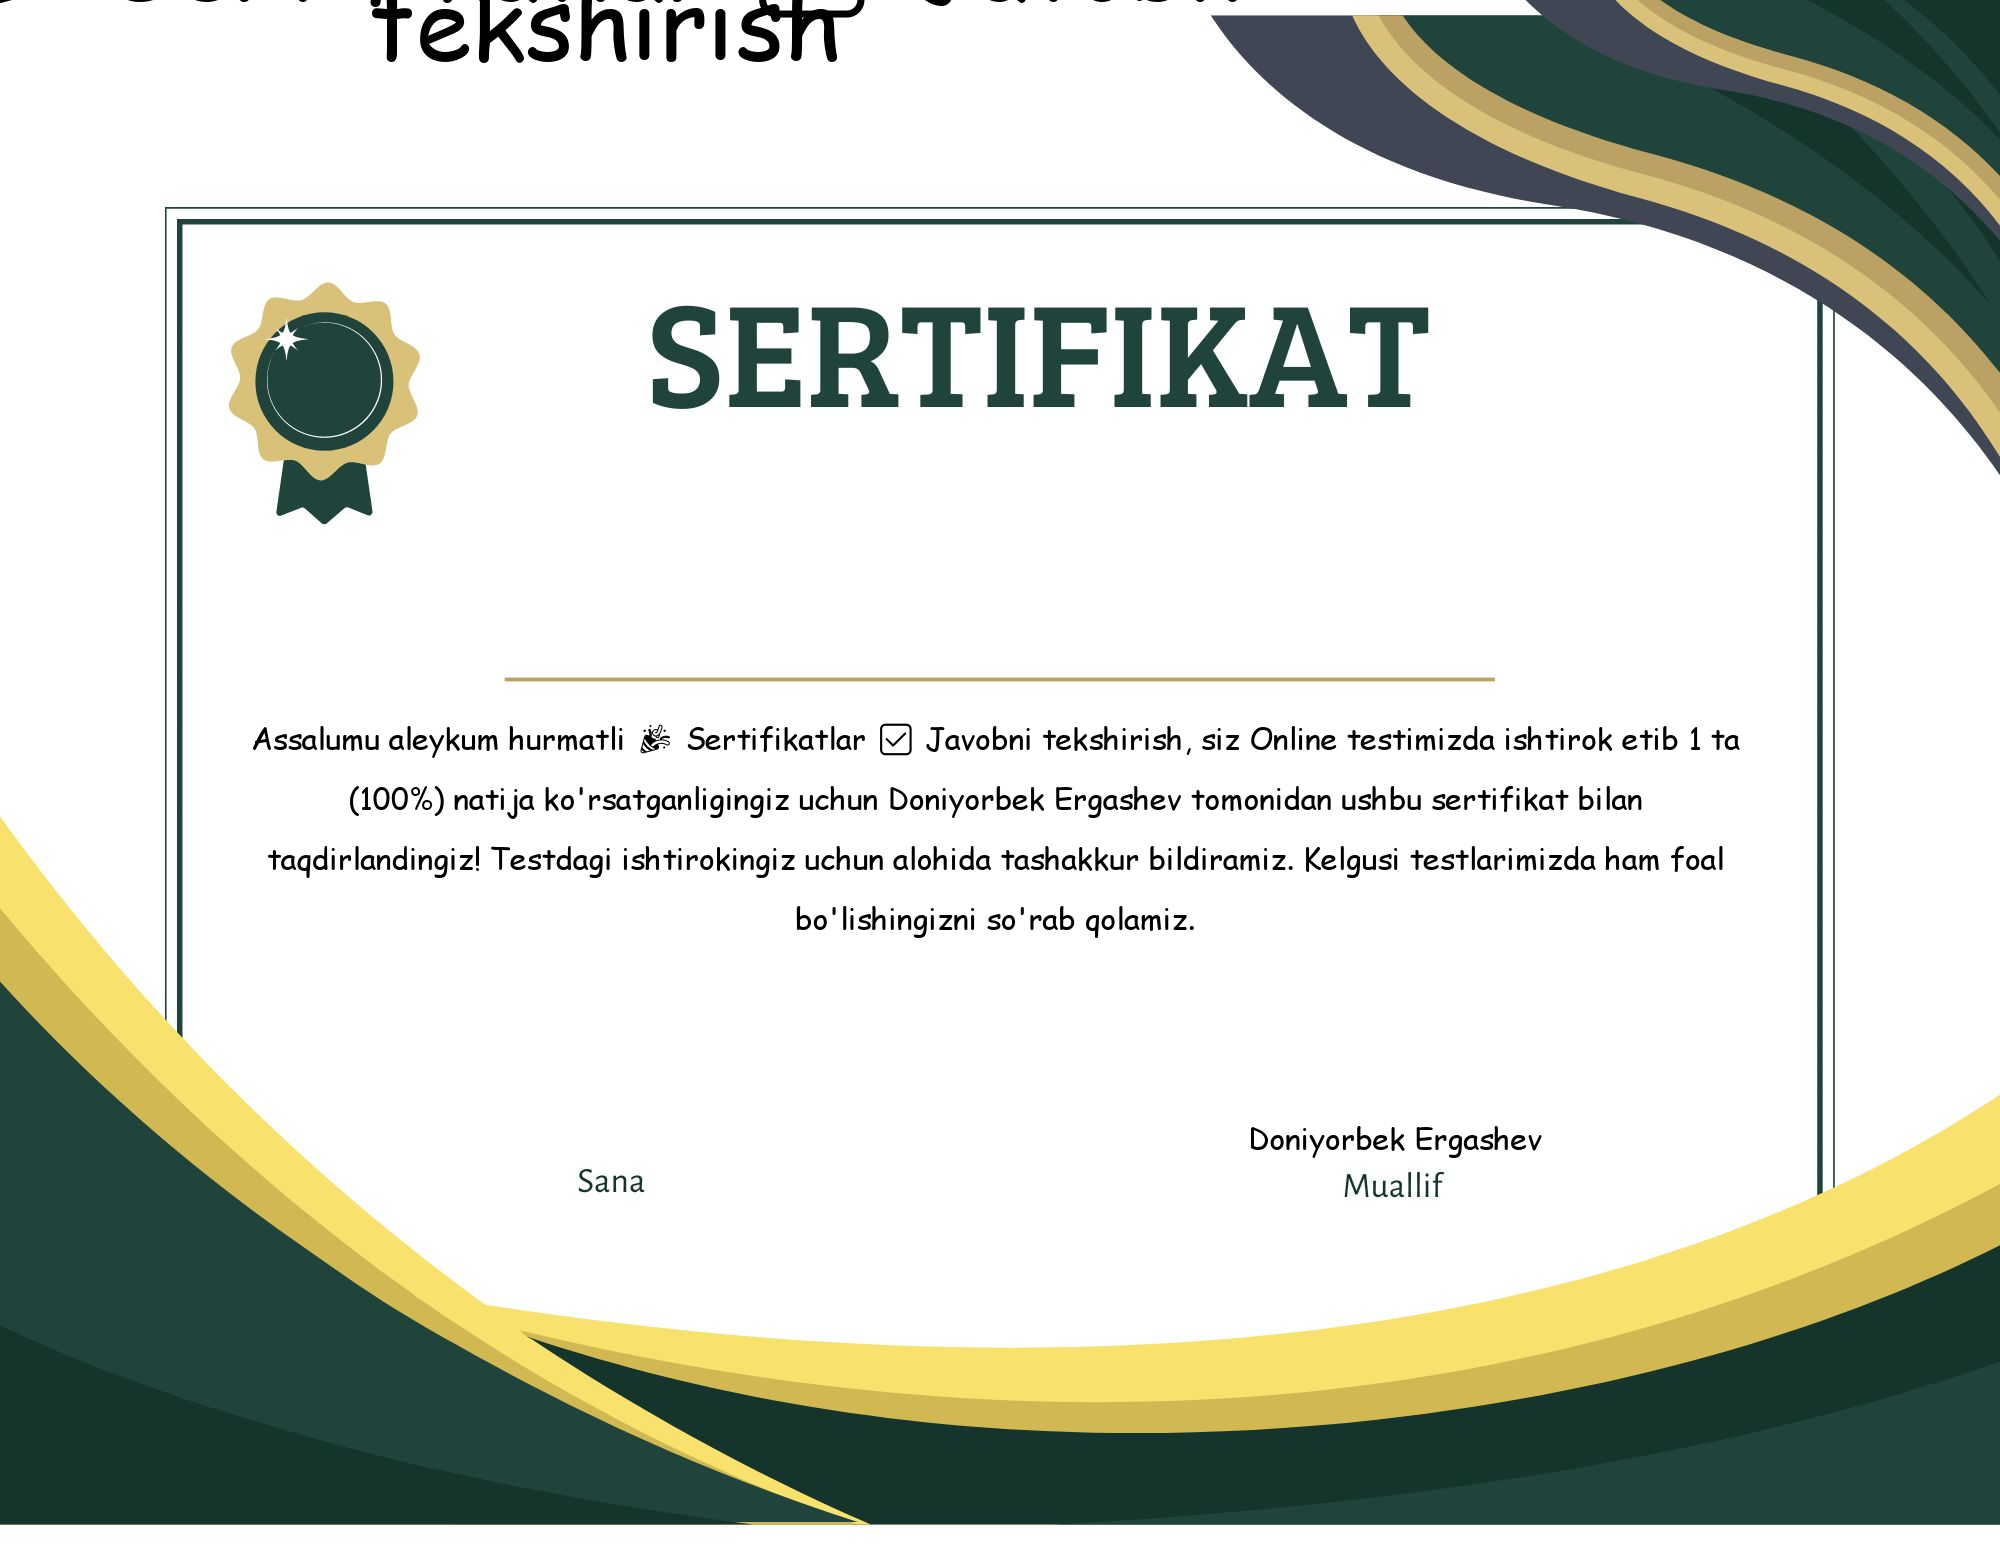 tekshirish
SERTIFIKAT
Assalumu aleykum hurmatli 🎉 Sertifikatlar ☑ Javobni tekshirish, siz Online testimizda ishtirok etib 1 ta
(100%) natija ko'rsatganligingiz uchun Doniyorbek Ergashev tomonidan ushbu sertifikat bilan
taqdirlandingiz! Testdagi ishtirokingiz uchun alohida tashakkur bildiramiz. Kelgusi testlarimizda ham foal
bo'lishingizni so'rab qolamiz.
Doniyorbek Ergashev
Sana
Muallif